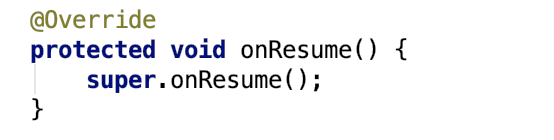 @Override
protected void onResume() {
    super.onResume();
}